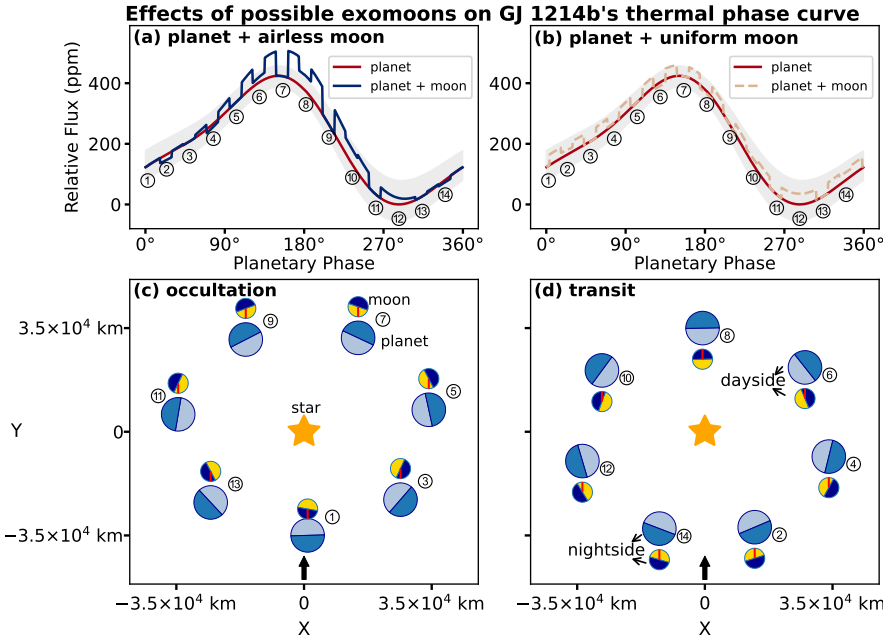 Effects of possible exomoons on GJ 1214b's thermal phase curve
(a) planet + airless moon
(b) planet + uniform moon
Relative Flux (ppm)
400
200
0
planet
planet + moon
planet
planet + moon
① ② ③ ④ ⑤ ⑥ ⑦ ⑧ ⑨ ⑩ ⑪ ⑫ ⑬ ⑭
① ② ③ ④ ⑤ ⑥ ⑦ ⑧ ⑨ ⑩ ⑪ ⑫ ⑬ ⑭
0° 90° 180° 270° 360°
0° 90° 180° 270° 360°
Planetary Phase
Planetary Phase
(c) occultation
(d) transit
Y
3.5×10⁴ km
0
−3.5×10⁴ km
moon
⑨ ⑦
planet
⑪ ⑤
star
⑬ ③
①
⑧
⑩ ⑥
dayside
⑫ ④
⑭ ②
nightside
−3.5×10⁴ km 0 3.5×10⁴ km
−3.5×10⁴ km 0 3.5×10⁴ km
X
X